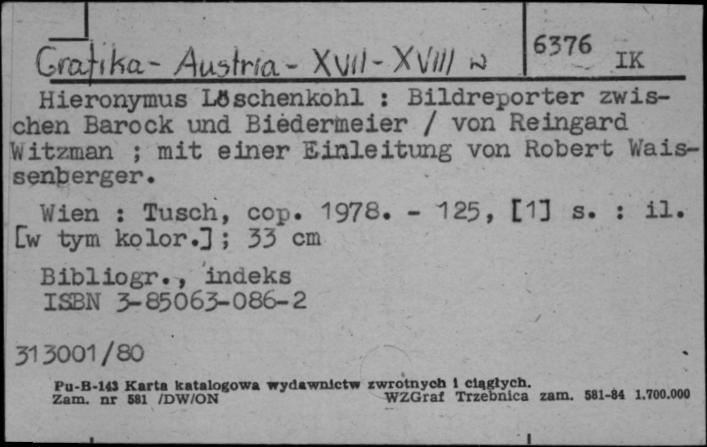 Grafika - Austria - XVII - XVIII w
6376 IK
Hieronymus Löschenkohl : Bildreporter zwis-
chen Barock und Biedermeier / von Reingard
Witzman ; mit einer Einleitung von Robert Wais-
senberger.
Wien : Tusch, cop. 1978. - 125, [1] s. : il.
[w tym kolor.] ; 33 cm
Bibliogr., indeks
ISBN 3-85063-086-2
313001/80
Pu-B-143 Karta katalogowa wydawnictw zwrotnych i ciągłych.
Zam. nr 581 /DW/ON WZGraf Trzebnica zam. 581-84 1.700.000